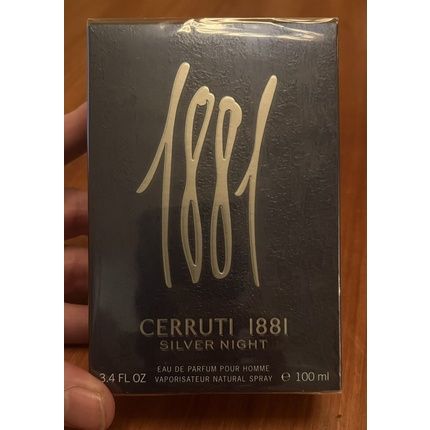 1881
CERRUTI 1881
SILVER NIGHT
EAU DE PARFUM POUR HOMME
3.4 FL OZ VAPORISATEUR NATURAL SPRAY ℮ 100 ml